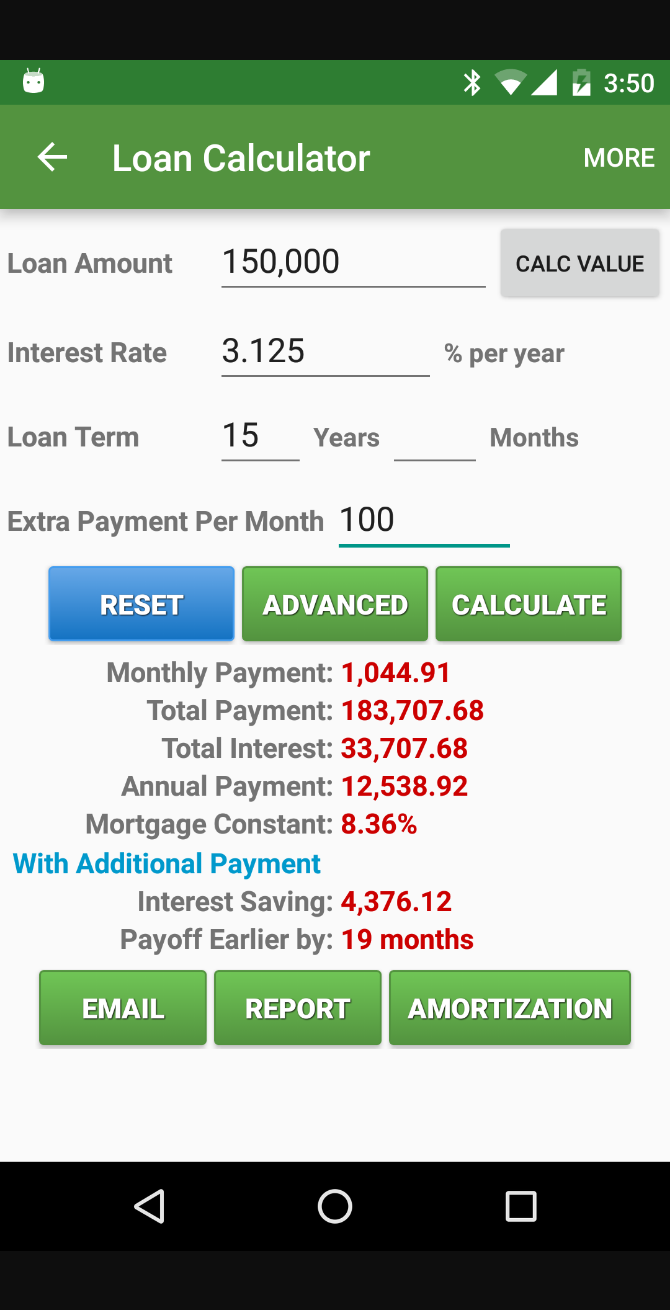 3:50
Loan Calculator MORE
Loan Amount 150,000 CALC VALUE
Interest Rate 3.125 % per year
Loan Term 15 Years Months
Extra Payment Per Month 100
RESET ADVANCED CALCULATE
Monthly Payment: 1,044.91
Total Payment: 183,707.68
Total Interest: 33,707.68
Annual Payment: 12,538.92
Mortgage Constant: 8.36%
With Additional Payment
Interest Saving: 4,376.12
Payoff Earlier by: 19 months
EMAIL REPORT AMORTIZATION